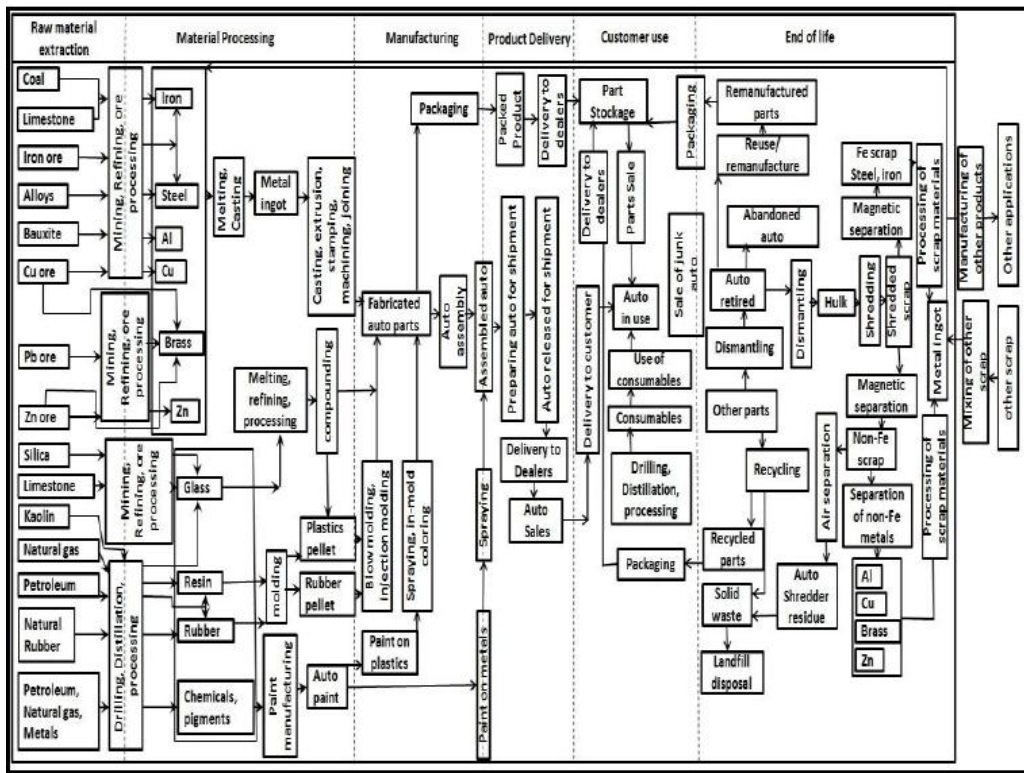 Raw material
extraction
Material Processing
Manufacturing
Product Delivery
Customer use
End of life
Coal
Limestone
Iron ore
Alloys
Bauxite
Cu ore
Pb ore
Zn ore
Silica
Limestone
Kaolin
Natural gas
Petroleum
Natural
Rubber
Petroleum,
Natural gas,
Metals
Mining, Refining, ore
processing
Mining,
Refining, ore
processing
Mining,
Refining, ore
processing
Drilling, Distillation,
processing
Iron
Steel
Al
Cu
Brass
Zn
Glass
Resin
Rubber
Chemicals,
pigments
Melting,
Casting
Metal
ingot
Casting, extrusion,
stamping,
machining, joining
Melting,
refining,
processing
compounding
molding
Plastics
pellet
Rubber
pellet
Paint
manufacturing
Auto
paint
Packaging
Fabricated
auto parts
Auto
assembly
Blow molding,
injection molding
Spraying, in-mold
coloring
Paint on
plastics
Assembled auto
Spraying
Paint on metals
Packed
Product
Delivery to
dealers
Preparing auto for shipment
Auto released for shipment
Delivery to
Dealers
Auto
Sales
Part
Stockage
Delivery to
dealers
Parts Sale
Delivery to customer
Auto
in use
Use of
consumables
Consumables
Drilling,
Distillation,
processing
Packaging
Packaging
Sale of junk
auto
Remanufactured
parts
Reuse/
remanufacture
Abandoned
auto
Auto
retired
Dismantling
Dismantling
Other parts
Recycling
Recycled
parts
Solid
waste
Landfill
disposal
Hulk
Shredding
Shredded
scrap
Fe scrap
Steel, iron
Magnetic
separation
Magnetic
separation
Non-Fe
scrap
Air separation
Separation
of non-Fe
metals
Auto
Shredder
residue
Al
Cu
Brass
Zn
Processing of
scrap materials
Metal ingot
Processing of
scrap materials
Manufacturing of
other products
Other applications
Mixing of other
scrap
other scrap